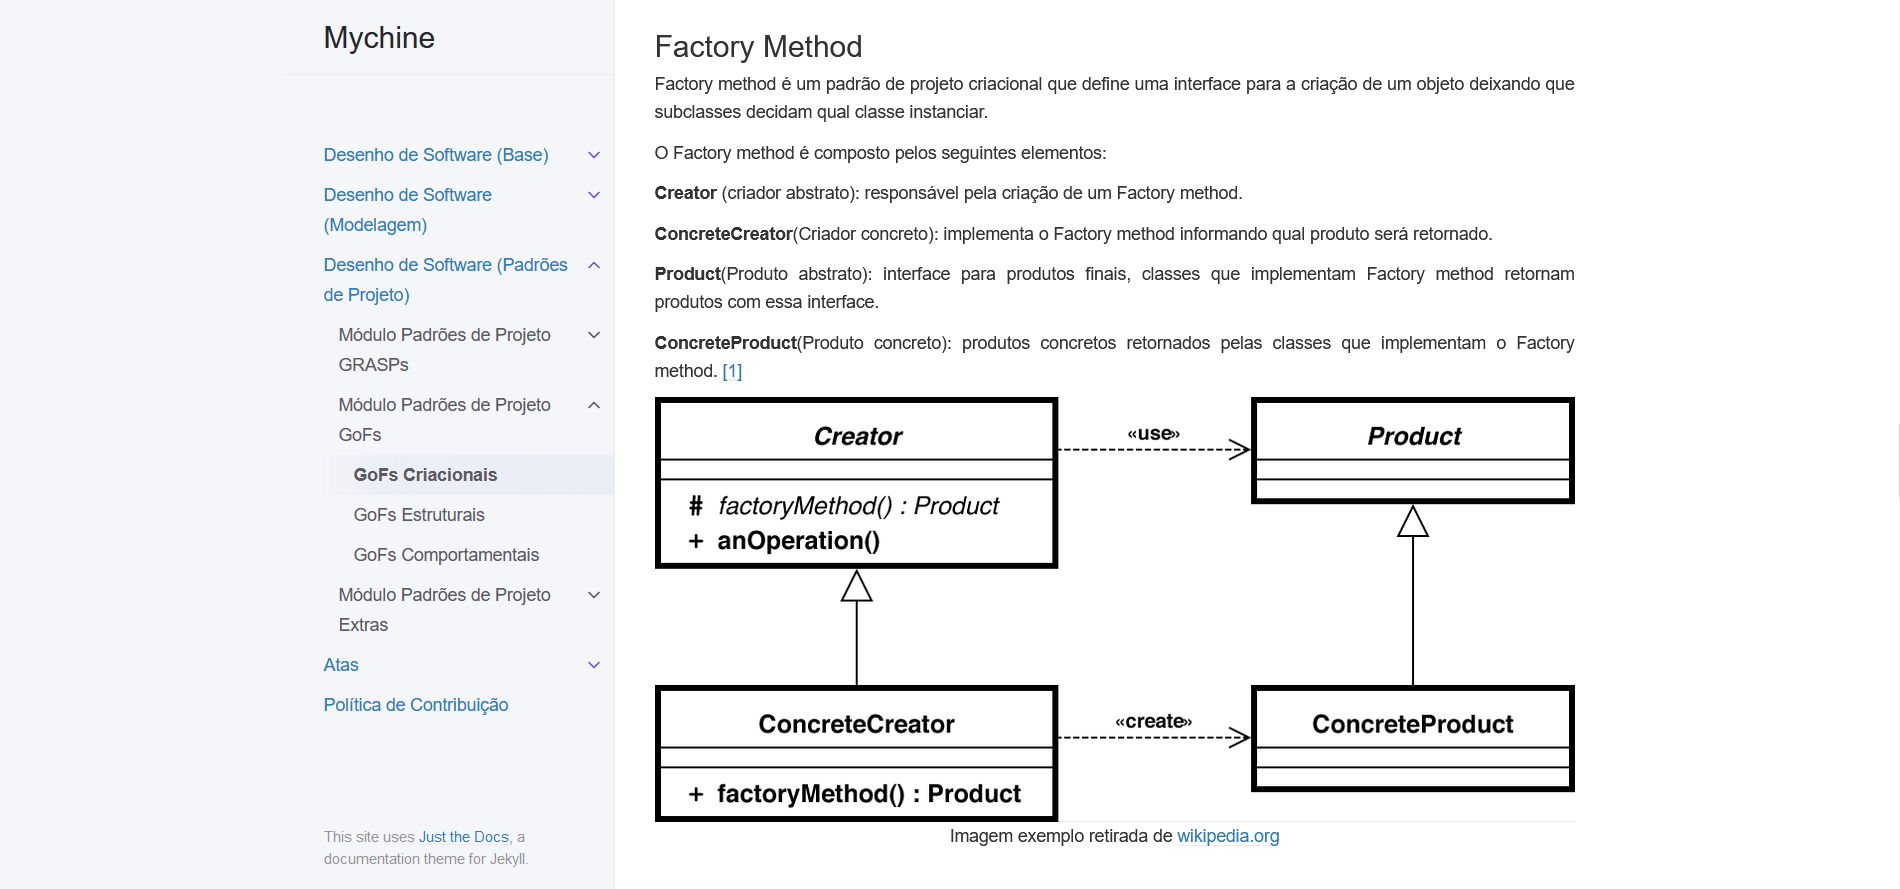 Mychine
Desenho de Software (Base)
Desenho de Software
(Modelagem)
Desenho de Software (Padrões
de Projeto)
Módulo Padrões de Projeto
GRASPs
Módulo Padrões de Projeto
GoFs
GoFs Criacionais
GoFs Estruturais
GoFs Comportamentais
Módulo Padrões de Projeto
Extras
Atas
Política de Contribuição
This site uses Just the Docs, a
documentation theme for Jekyll.
Factory Method
Factory method é um padrão de projeto criacional que define uma interface para a criação de um objeto deixando que
subclasses decidam qual classe instanciar.
O Factory method é composto pelos seguintes elementos:
Creator (criador abstrato): responsável pela criação de um Factory method.
ConcreteCreator(Criador concreto): implementa o Factory method informando qual produto será retornado.
Product(Produto abstrato): interface para produtos finais, classes que implementam Factory method retornam
produtos com essa interface.
ConcreteProduct(Produto concreto): produtos concretos retornados pelas classes que implementam o Factory
method. [1]
Creator
«use»
Product
# factoryMethod() : Product
+ anOperation()
ConcreteCreator
«create»
ConcreteProduct
+ factoryMethod() : Product
Imagem exemplo retirada de wikipedia.org